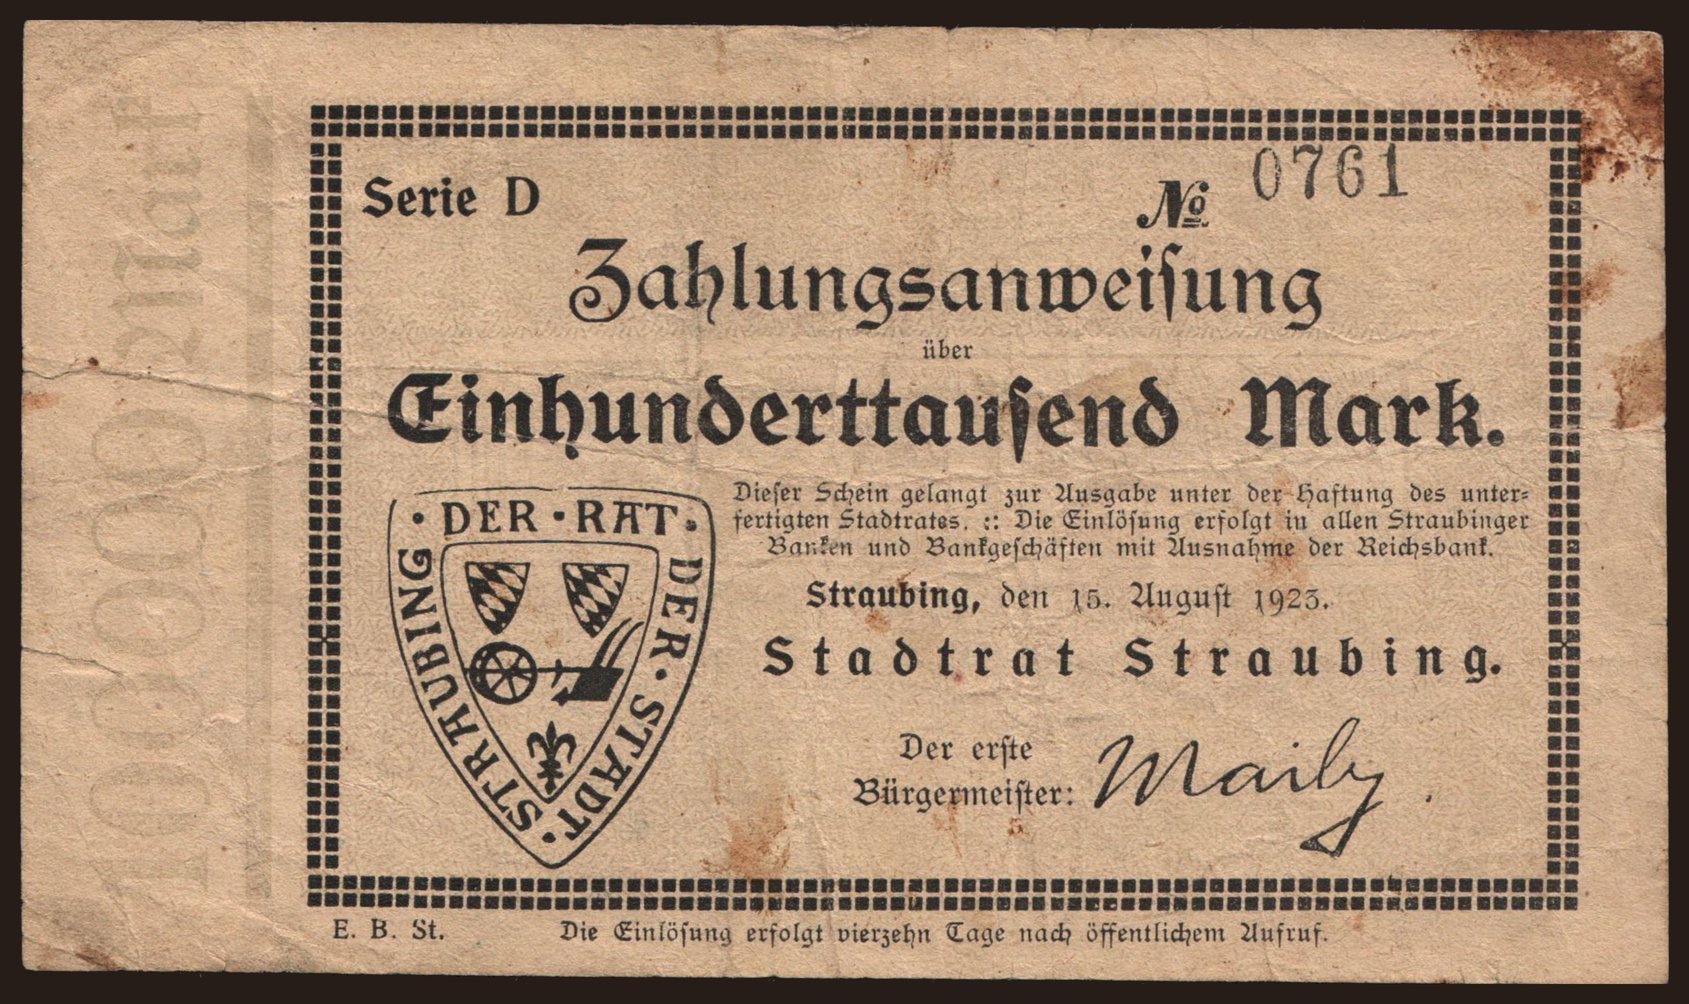 Serie D
№ 0761
Zahlungsanweiſung
über
Einhunderttauſend Mark.
Dieſer Schein gelangt zur Ausgabe unter der Haftung des unter=
fertigten Stadtrates. :: Die Einlöſung erfolgt in allen Straubinger
Banken und Bankgeſchäften mit Ausnahme der Reichsbank.
Straubing, den 15. Auguſt 1923.
Stadtrat Straubing.
Der erſte
Bürgermeiſter:
· DER · RAT · DER · STADT · STRAUBING
E. B. St.
Die Einlöſung erfolgt vierzehn Tage nach öffentlichem Aufruf.
100000 Mark